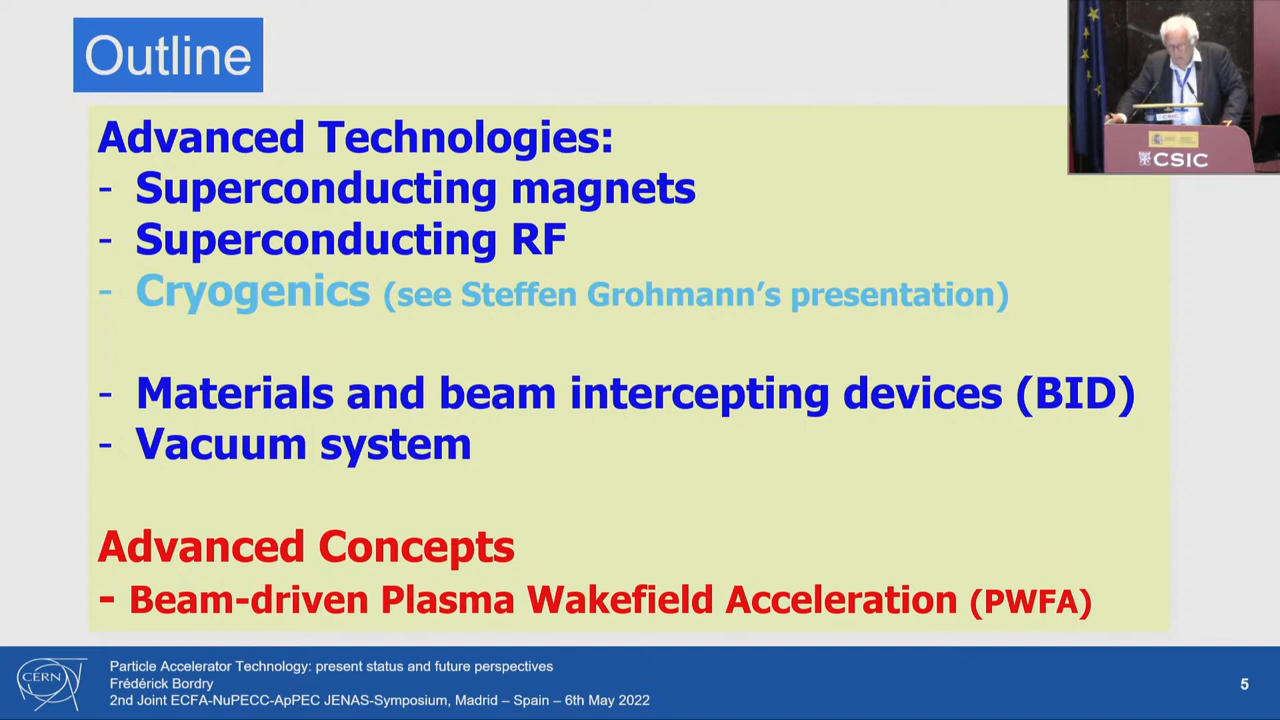 Outline
Advanced Technologies:
- Superconducting magnets
- Superconducting RF
- Cryogenics (see Steffen Grohmann’s presentation)
- Materials and beam intercepting devices (BID)
- Vacuum system
Advanced Concepts
- Beam-driven Plasma Wakefield Acceleration (PWFA)
CSIC
CERN
Particle Accelerator Technology: present status and future perspectives
Frédérick Bordry
2nd Joint ECFA-NuPECC-ApPEC JENAS-Symposium, Madrid – Spain – 6th May 2022
5